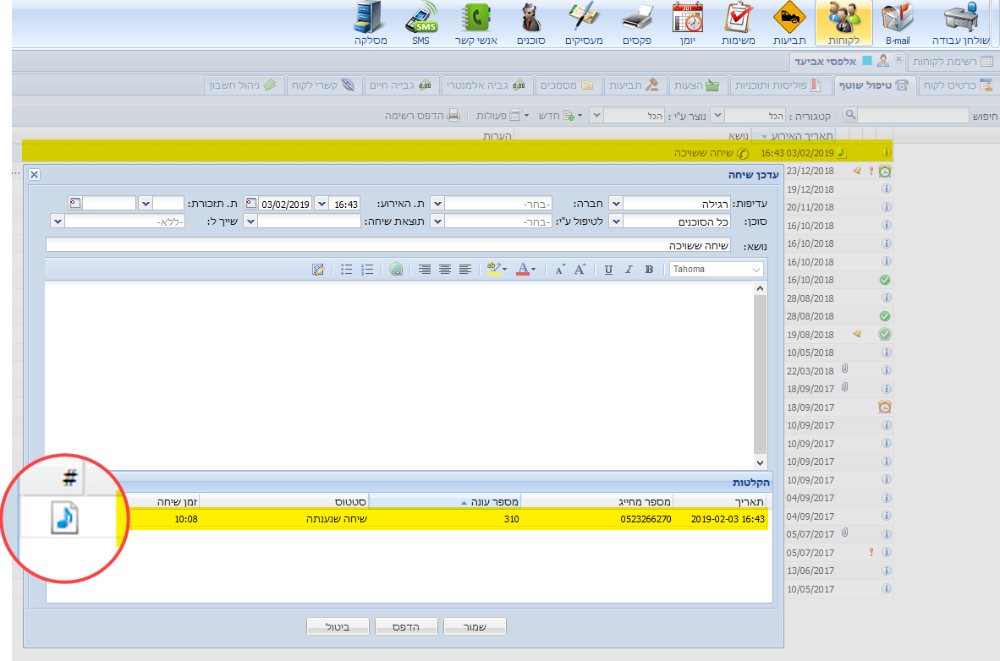 שולחן עבודה B-mail לקוחות תביעות משימות יומן פקסים מעסיקים סוכנים אנשי קשר SMS מסלקה
רשימת לקוחות אלפסי אביעד
כרטיס לקוח טיפול שוטף פוליסות ותוכניות הצעות תביעות מסמכים גביה אלמנטרי גבייה חיים קשרי לקוח ניהול חשבון
חיפוש קטגוריה : הכל נוצר ע"י : הכל חדש פעולות הדפס רשימה
תאריך האירוע נושא הערות
03/02/2019 16:43 שיחה ששויכה
23/12/2018
19/12/2018
20/11/2018
16/10/2018
16/10/2018
16/10/2018
16/10/2018
28/08/2018
28/08/2018
19/08/2018
10/05/2018
22/03/2018
18/09/2017
18/09/2017
10/09/2017
10/09/2017
10/09/2017
10/09/2017
04/09/2017
04/09/2017
05/07/2017
05/07/2017
13/06/2017
10/05/2017
עדכן שיחה
עדיפות: רגילה חברה: -בחר- ת. האירוע: 16:43 03/02/2019 ת. תזכורת:
סוכן: כל הסוכנים לטיפול ע"י: -בחר- תוצאת שיחה: שייך ל: -ללא-
נושא: שיחה ששויכה
Tahoma B I U A A A ab
הקלטות
תאריך מספר מחייג מספר עונה סטטוס זמן שיחה #
2019-02-03 16:43 0523266270 310 שיחה שנענתה 10:08
שמור הדפס ביטול